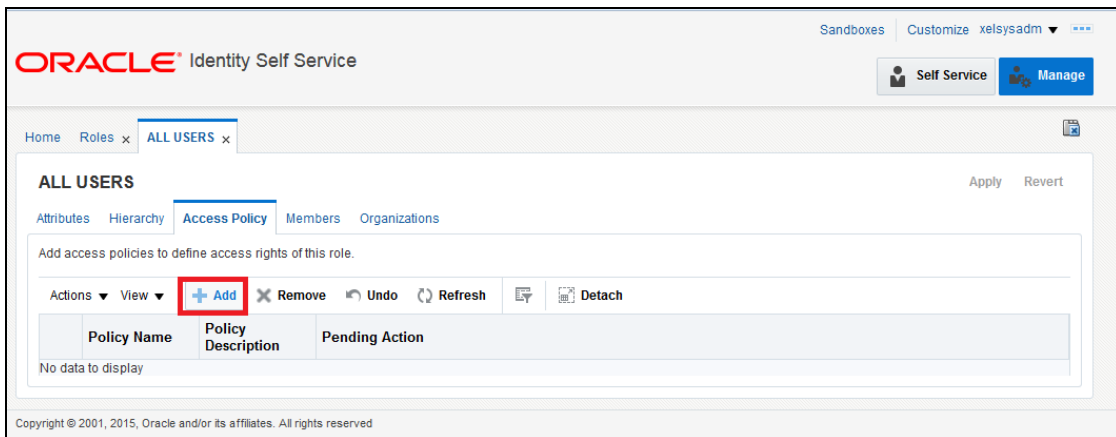 Sandboxes Customize xelsysadm
ORACLE® Identity Self Service
Self Service Manage
Home Roles x ALL USERS x
ALL USERS Apply Revert
Attributes Hierarchy Access Policy Members Organizations
Add access policies to define access rights of this role.
Actions View Add Remove Undo Refresh Detach
Policy Name Policy Description Pending Action
No data to display
Copyright © 2001, 2015, Oracle and/or its affiliates. All rights reserved